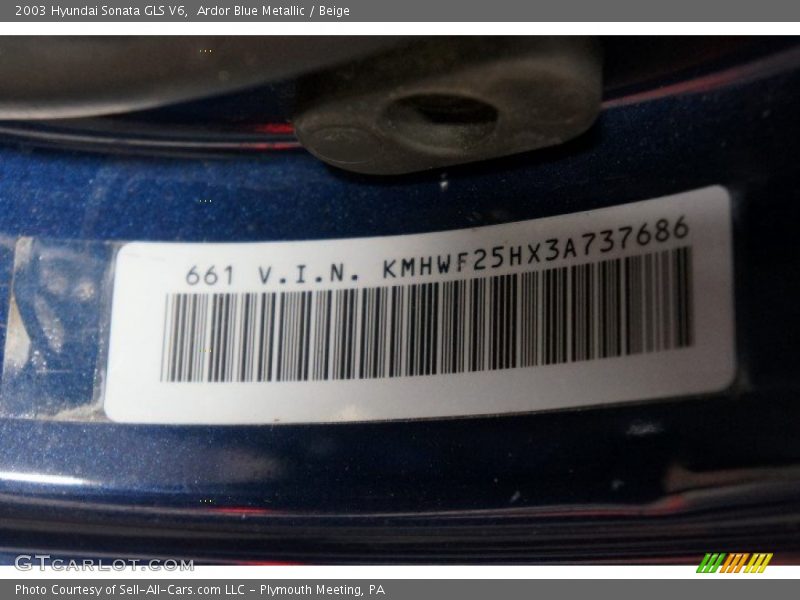 2003 Hyundai Sonata GLS V6,  Ardor Blue Metallic / Beige
661 V.I.N. KMHWF25HX3A737686
GTCARLOT.COM
Photo Courtesy of Sell-All-Cars.com LLC - Plymouth Meeting, PA